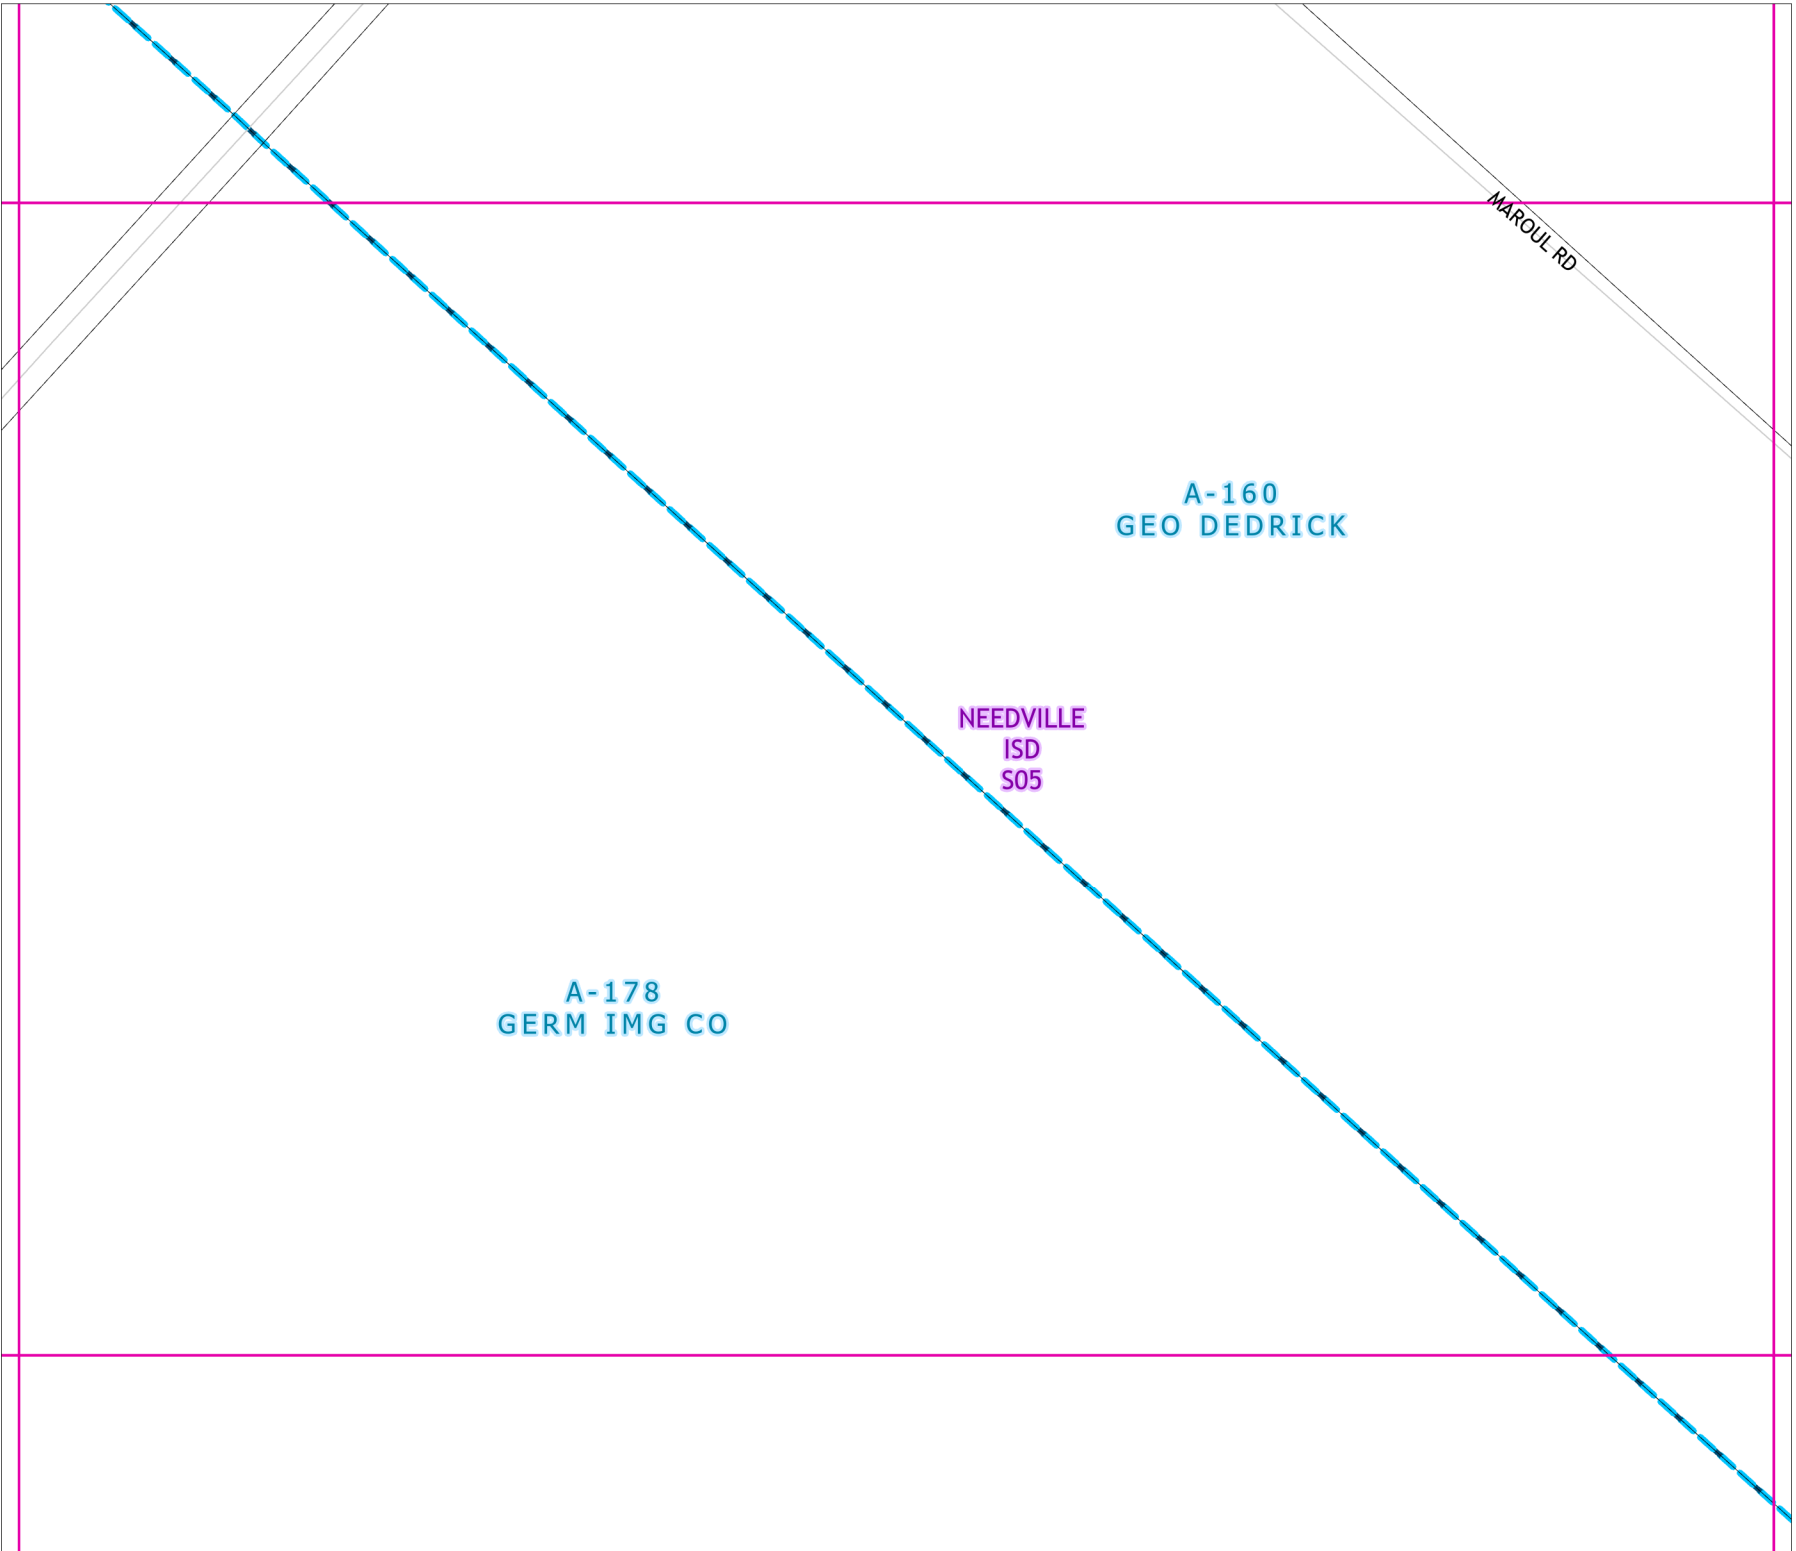 MAROUL RD
A-160
GEO DEDRICK
NEEDVILLE
ISD
S05
A-178
GERM IMG CO